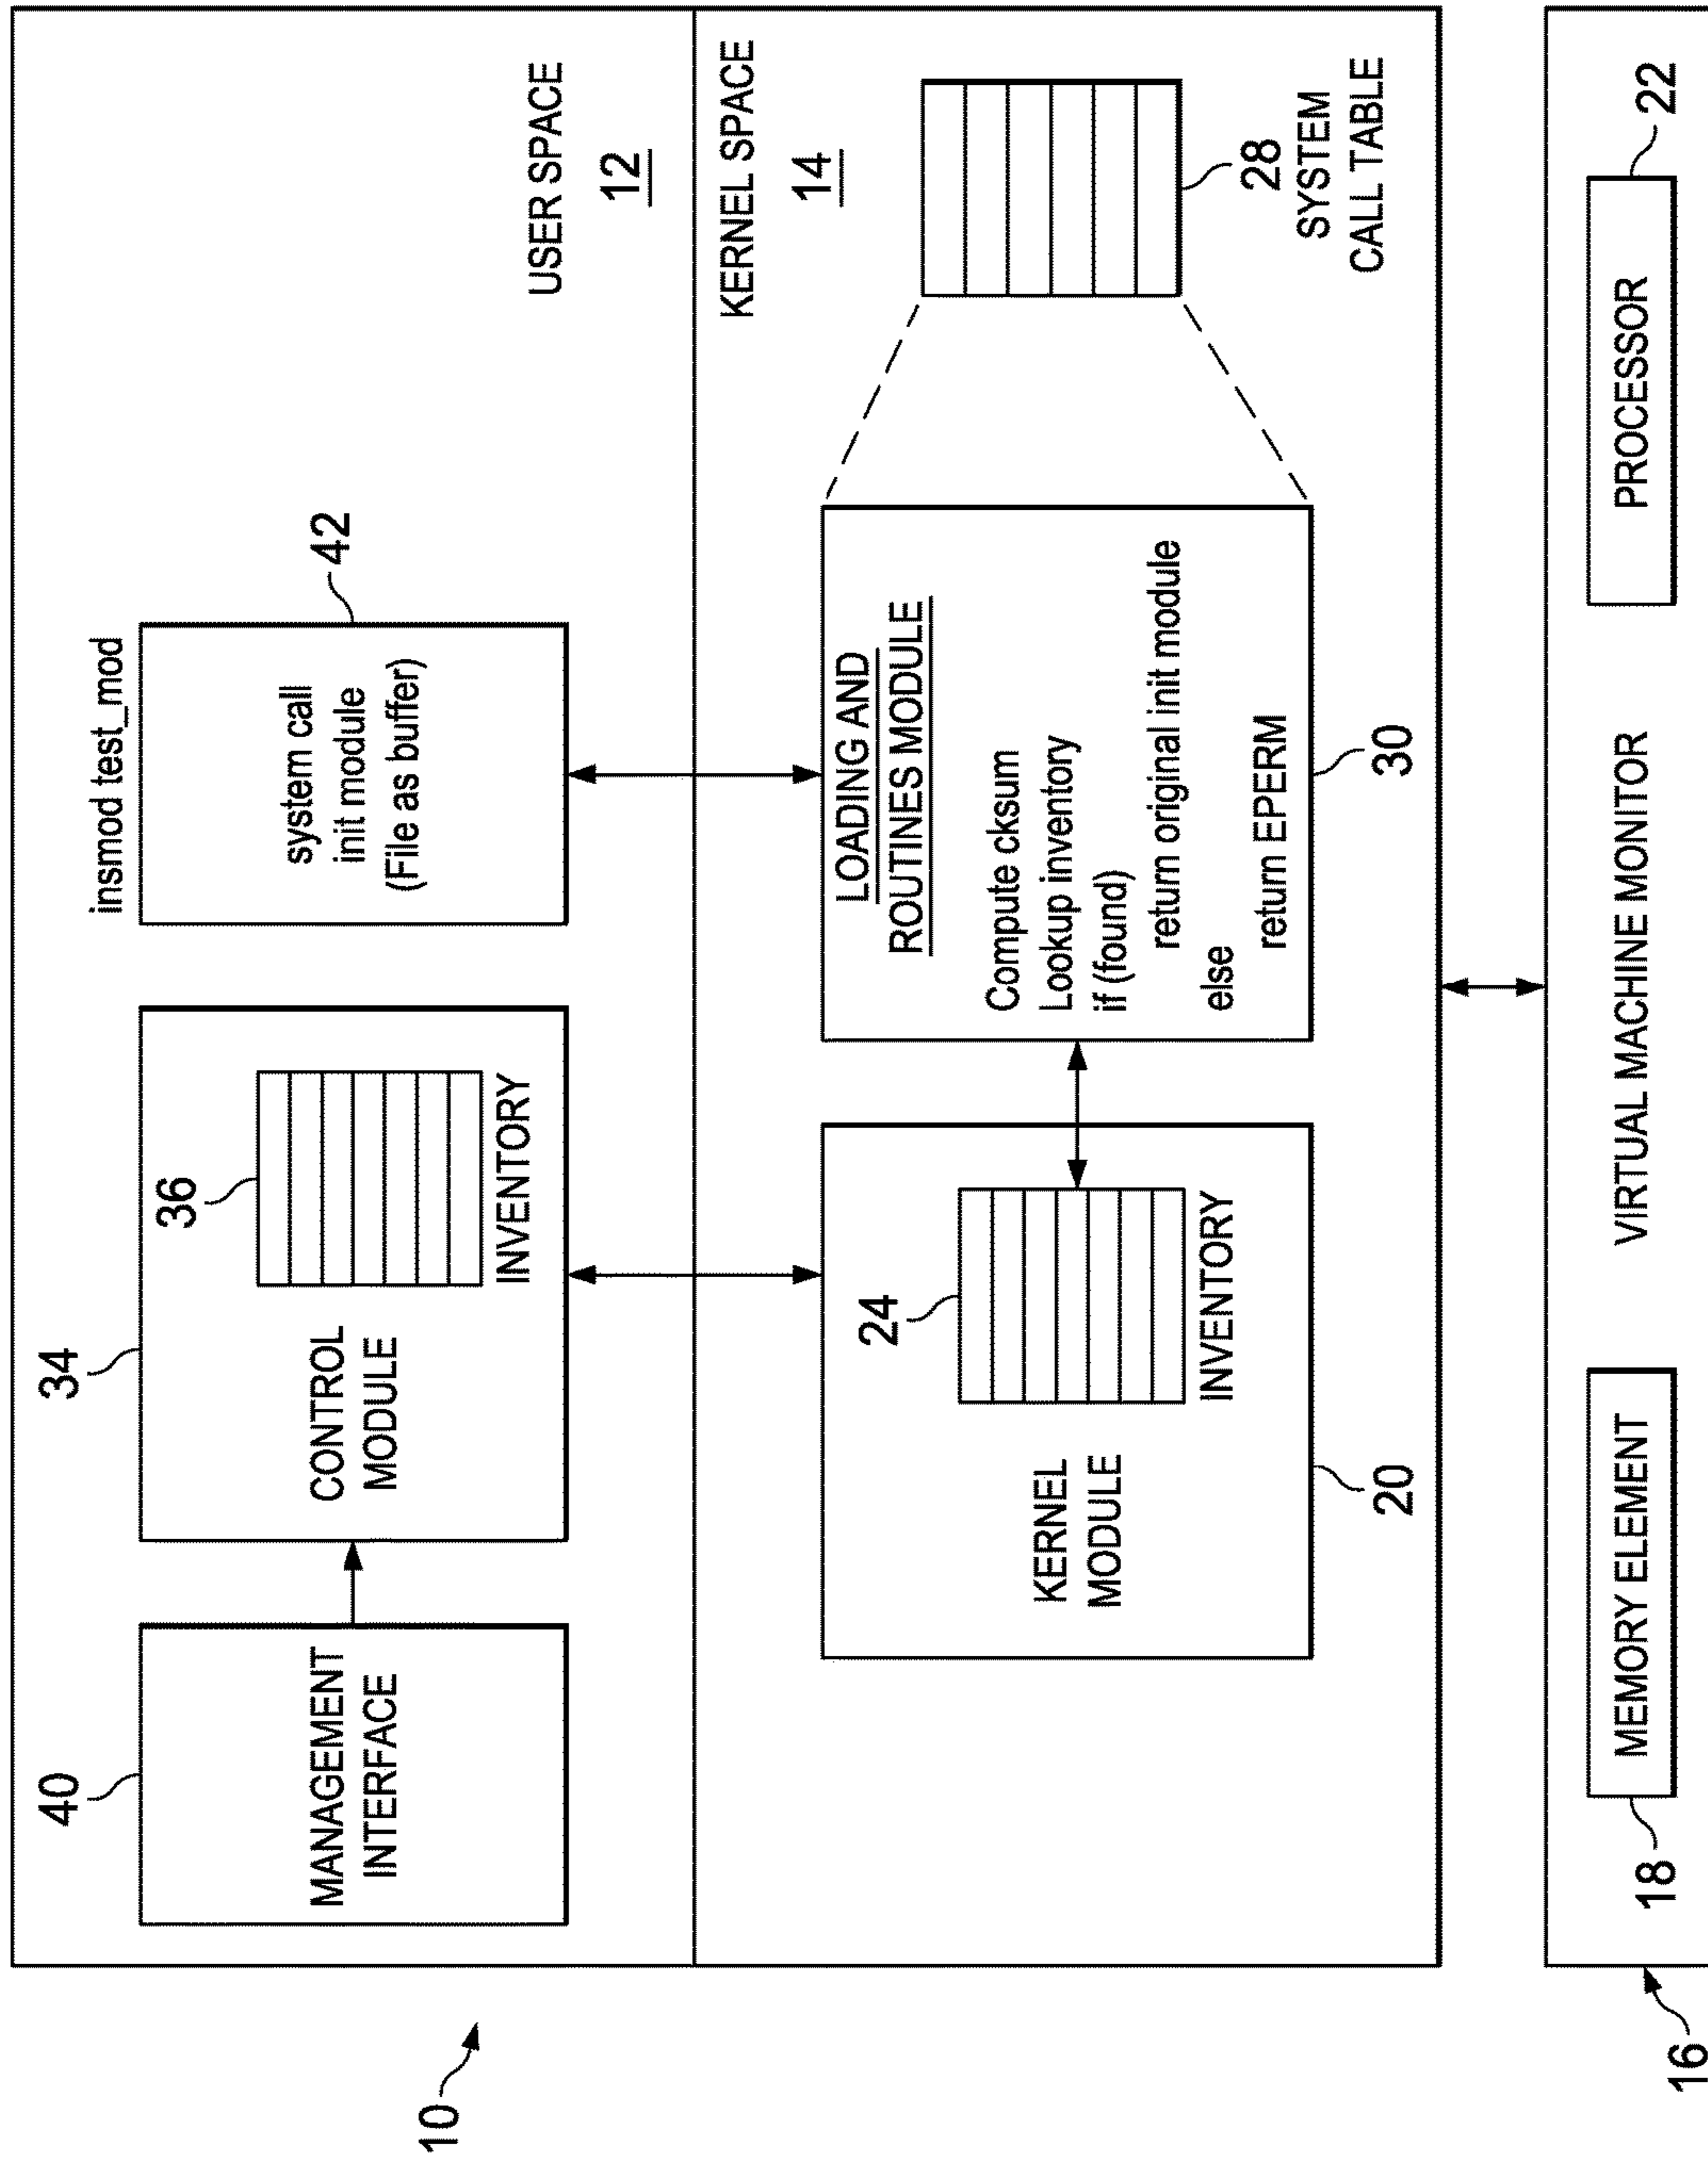 10
40
MANAGEMENT
INTERFACE
34
CONTROL
MODULE
36
INVENTORY
insmod test_mod
42
system call
init module
(File as buffer)
USER SPACE
12
KERNEL SPACE
14
KERNEL
MODULE
20
24
INVENTORY
LOADING AND
ROUTINES MODULE
Compute cksum
Lookup inventory
if (found)
return original init module
else
return EPERM
30
28
SYSTEM
CALL TABLE
16
18
MEMORY ELEMENT
VIRTUAL MACHINE MONITOR
PROCESSOR
22